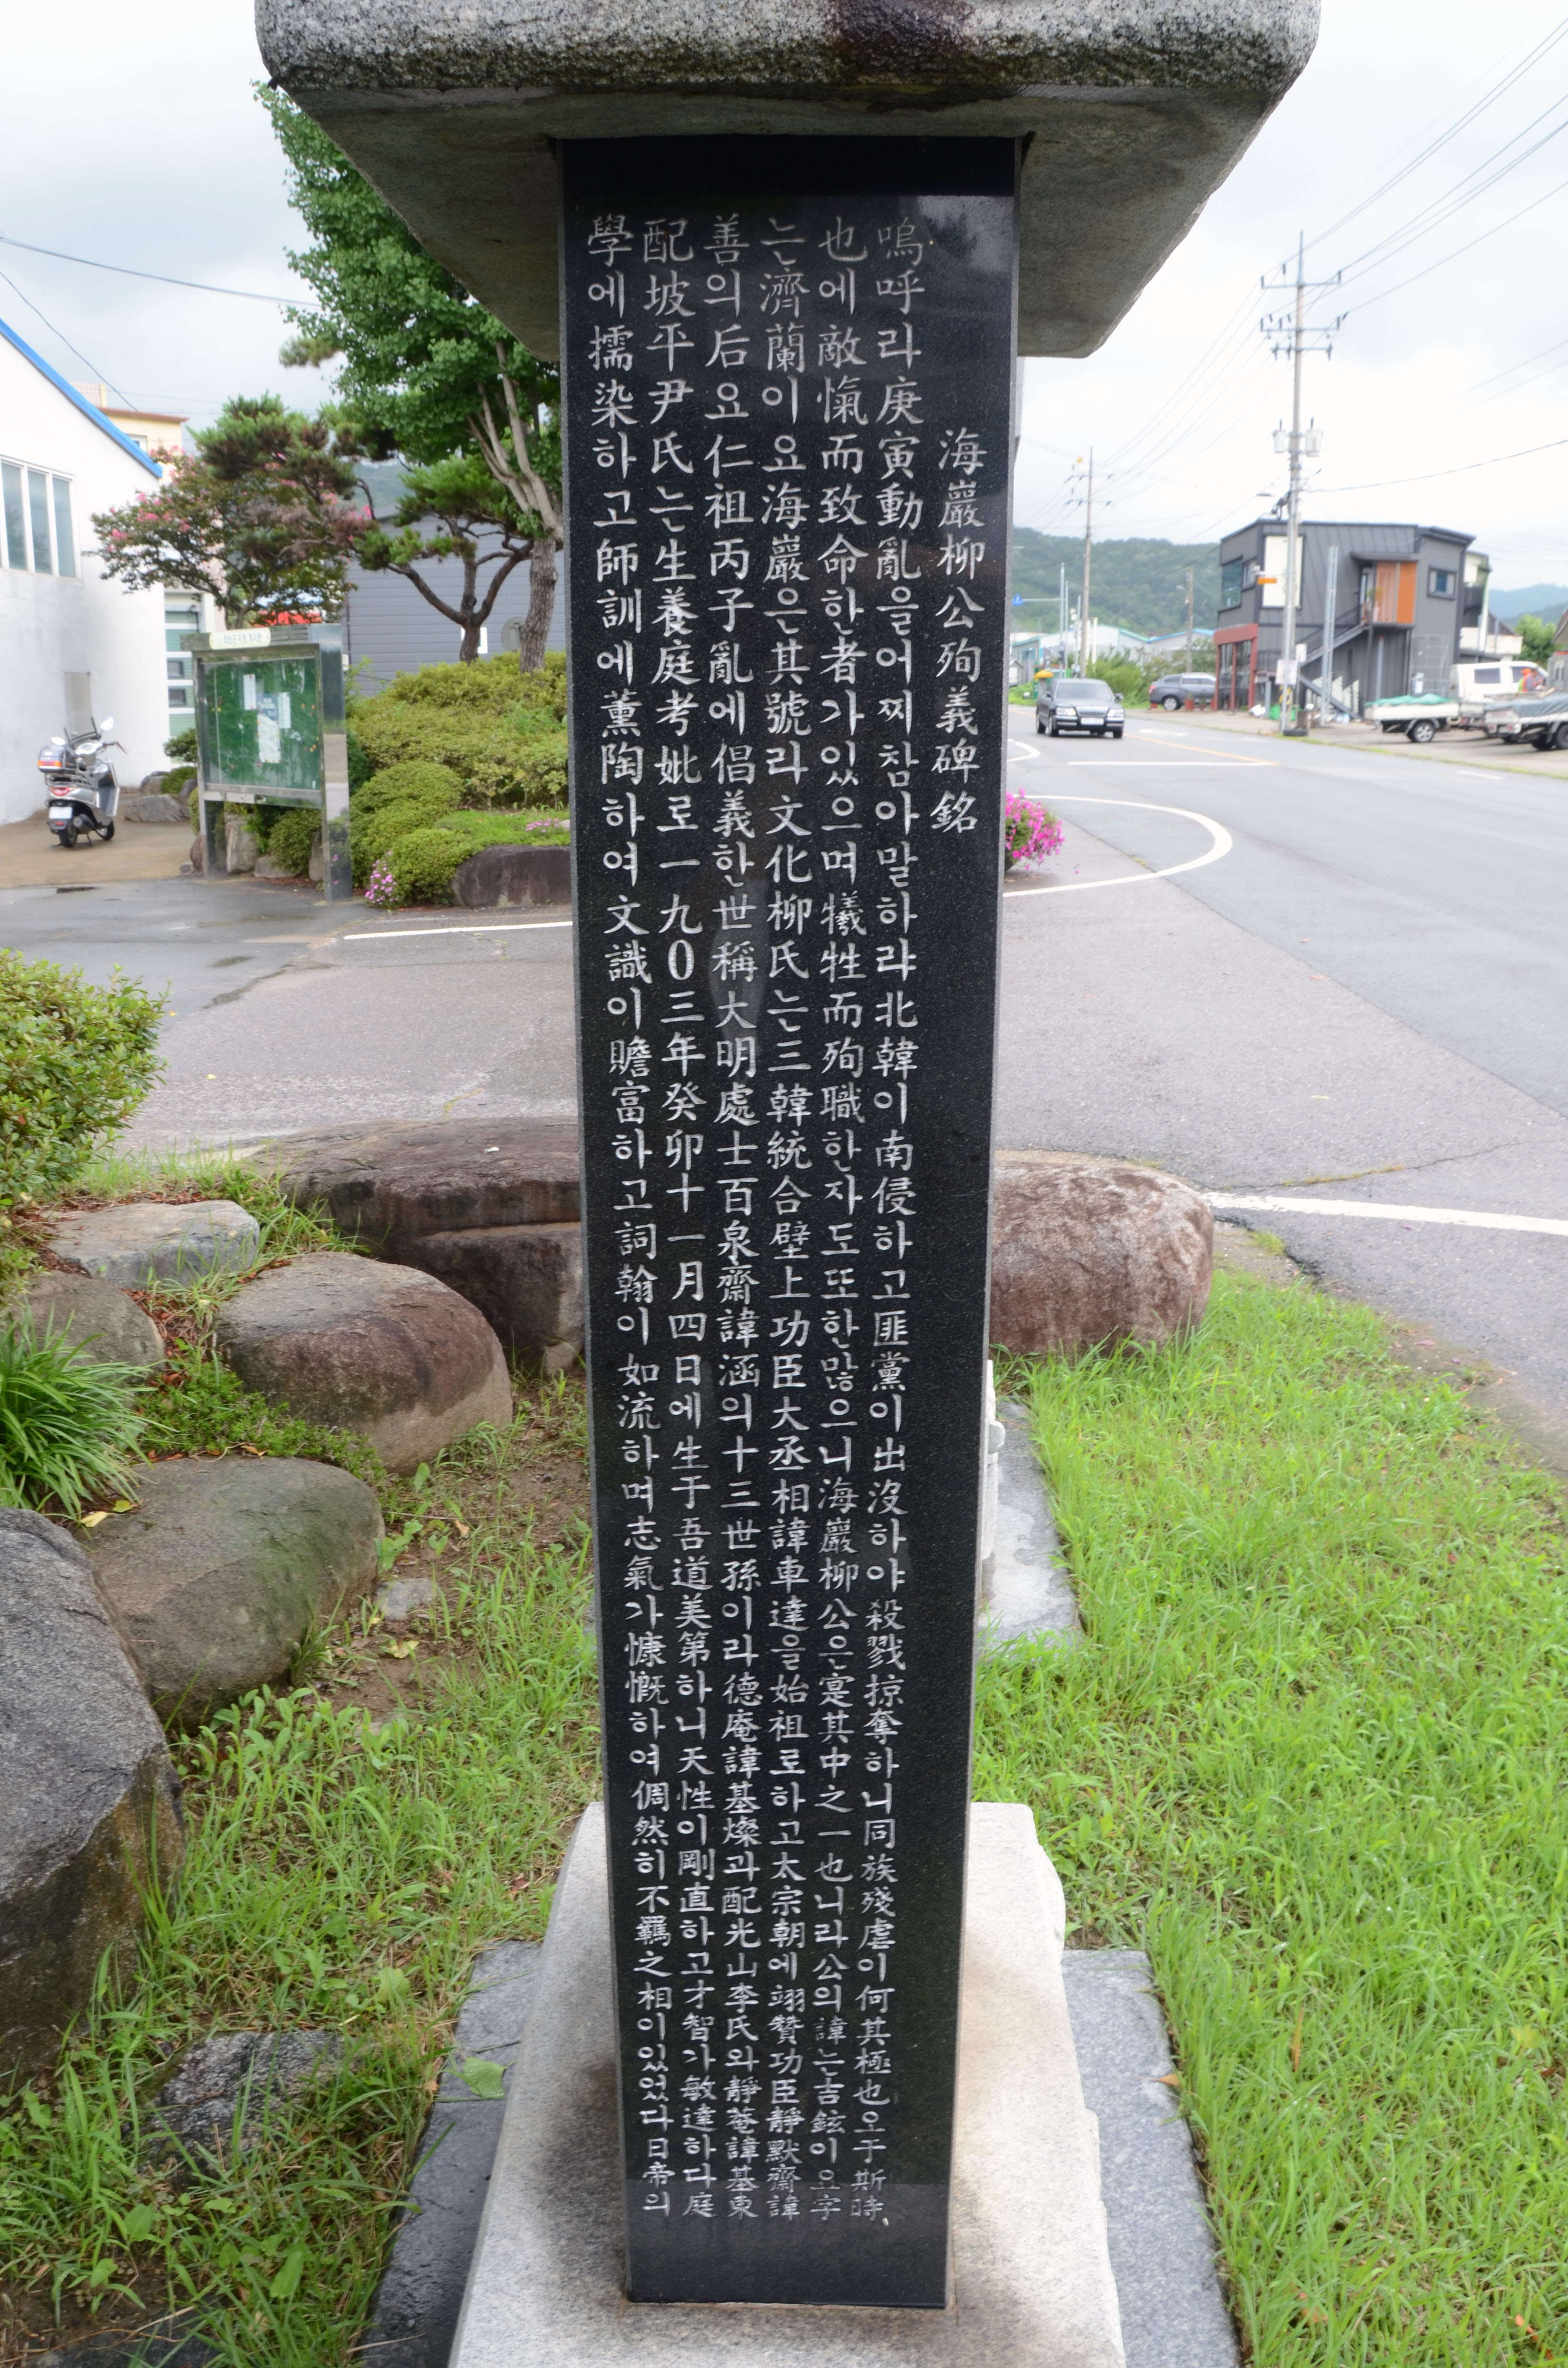 海巖柳公殉義碑銘
嗚呼라庚寅動亂을어찌참아말하랴北韓이南侵하고匪黨이出沒하야殺戮掠奪하니同族殘虐이何其極也오于斯時
也에敵愾而致命한者가있으며犧牲而殉職한자도또한많으니海巖柳公은寔其中之一也니라公의諱는吉鉉이요字
는濟蘭이요海巖은其號라文化柳氏는三韓統合壁上功臣大丞相諱車達을始祖로하고太宗朝에翊贊功臣靜默齋諱
善의后요仁祖丙子亂에倡義한世稱大明處士百泉齋諱涵의十三世孫이라德庵諱基燦과配光山李氏와靜菴諱基東
配坡平尹氏는生養庭考妣로一九0三年癸卯十一月四日에生于吾道美第하니天性이剛直하고才智가敏達하다庭
學에擩染하고師訓에薰陶하여文識이贍富하고詞翰이如流하며志氣가慷慨하여倜然히不羈之相이있었다日帝의